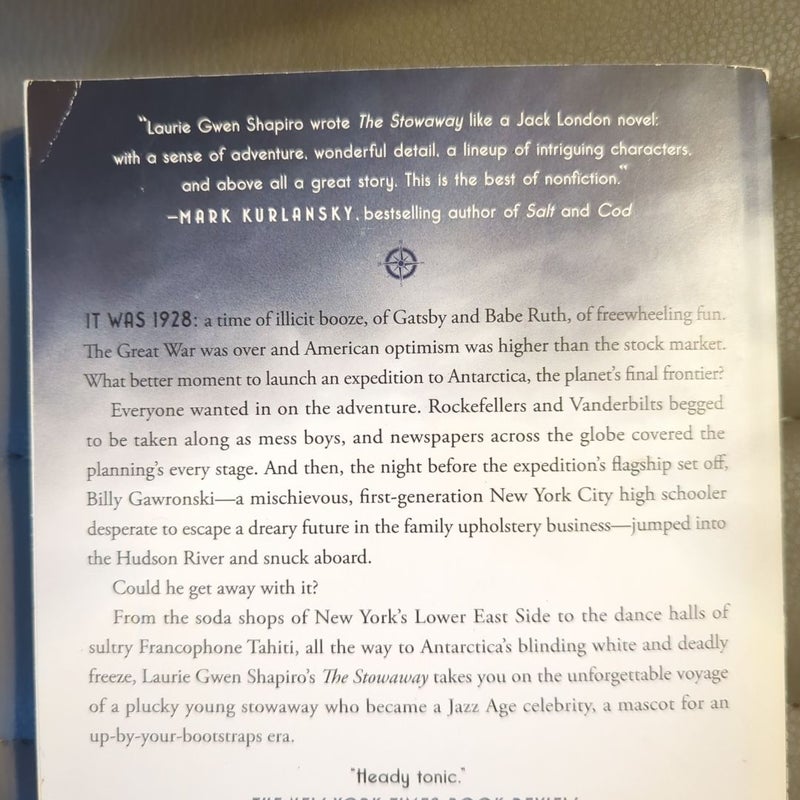 "Laurie Gwen Shapiro wrote The Stowaway like a Jack London novel:
with a sense of adventure, wonderful detail, a lineup of intriguing characters,
and above all a great story. This is the best of nonfiction."
—MARK KURLANSKY, bestselling author of Salt and Cod
IT WAS 1928: a time of illicit booze, of Gatsby and Babe Ruth, of freewheeling fun.
The Great War was over and American optimism was higher than the stock market.
What better moment to launch an expedition to Antarctica, the planet's final frontier?
Everyone wanted in on the adventure. Rockefellers and Vanderbilts begged
to be taken along as mess boys, and newspapers across the globe covered the
planning's every stage. And then, the night before the expedition's flagship set off,
Billy Gawronski—a mischievous, first-generation New York City high schooler
desperate to escape a dreary future in the family upholstery business—jumped into
the Hudson River and snuck aboard.
Could he get away with it?
From the soda shops of New York's Lower East Side to the dance halls of
sultry Francophone Tahiti, all the way to Antarctica's blinding white and deadly
freeze, Laurie Gwen Shapiro's The Stowaway takes you on the unforgettable voyage
of a plucky young stowaway who became a Jazz Age celebrity, a mascot for an
up-by-your-bootstraps era.
"Heady tonic."
THE NEW YORK TIMES BOOK REVIEW